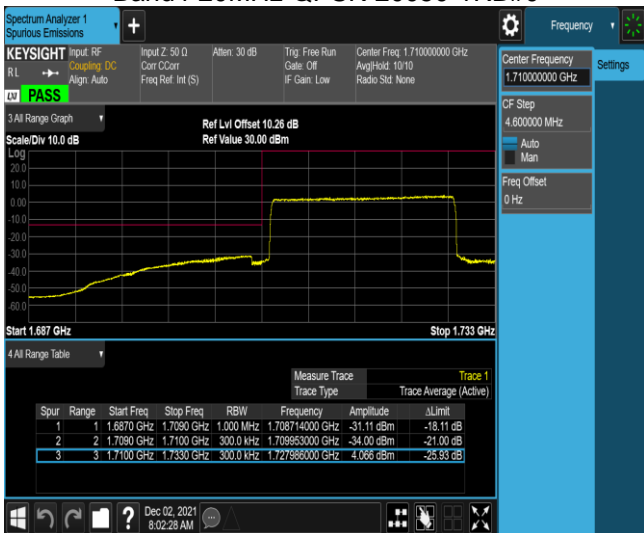 Spectrum Analyzer 1
Spurious Emissions
Frequency
KEYSIGHT Input: RF Input Z: 50 Ω Atten: 30 dB Trig: Free Run Center Freq: 1.710000000 GHz
R L Coupling: DC Corr CCorr Gate: Off Avg|Hold: 10/10
Align: Auto Freq Ref: Int (S) IF Gain: Low Radio Std: None
LXI PASS
Center Frequency
1.710000000 GHz
Settings
CF Step
4.600000 MHz
Auto
Man
Freq Offset
0 Hz
3 All Range Graph
Ref Lvl Offset 10.26 dB
Scale/Div 10.0 dB Ref Value 30.00 dBm
Log
20.0
10.0
0.00
-10.0
-20.0
-30.0
-40.0
-50.0
-60.0
Start 1.687 GHz Stop 1.733 GHz
4 All Range Table
Measure Trace Trace 1
Trace Type Trace Average (Active)
Spur Range Start Freq Stop Freq RBW Frequency Amplitude ΔLimit
1 1 1.6870 GHz 1.7090 GHz 1.000 MHz 1.708714000 GHz -31.11 dBm -18.11 dB
2 2 1.7090 GHz 1.7100 GHz 300.0 kHz 1.709953000 GHz -34.00 dBm -21.00 dB
3 3 1.7100 GHz 1.7330 GHz 300.0 kHz 1.727986000 GHz 4.066 dBm -25.93 dB
Dec 02, 2021
8:02:28 AM